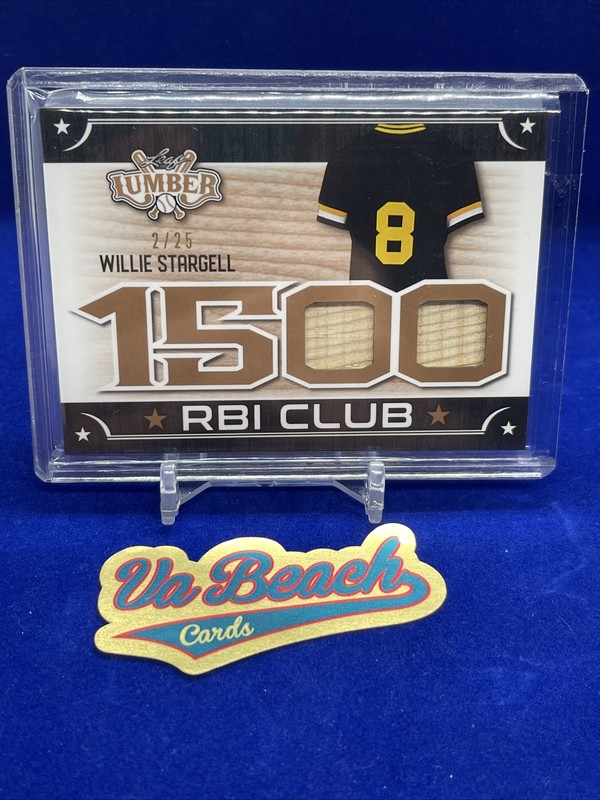 Leaf
LUMBER
8
2/25
WILLIE STARGELL
1500
RBI CLUB
Va Beach
Cards